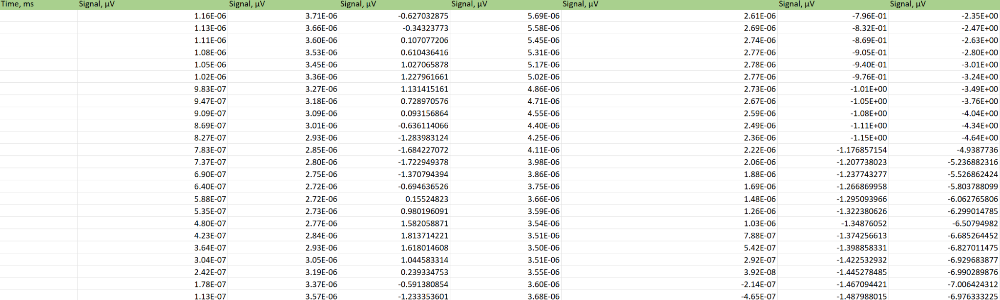 Time, ms Signal, µV Signal, µV Signal, µV Signal, µV Signal, µV Signal, µV Signal, µV
1.16E-06 3.71E-06 -0.627032875 5.69E-06 2.61E-06 -7.96E-01 -2.35E+00
1.13E-06 3.66E-06 -0.34323773 5.58E-06 2.69E-06 -8.32E-01 -2.47E+00
1.11E-06 3.60E-06 0.107077206 5.45E-06 2.74E-06 -8.69E-01 -2.63E+00
1.08E-06 3.53E-06 0.610436416 5.31E-06 2.77E-06 -9.05E-01 -2.80E+00
1.05E-06 3.45E-06 1.027065878 5.17E-06 2.78E-06 -9.40E-01 -3.01E+00
1.02E-06 3.36E-06 1.227961661 5.02E-06 2.77E-06 -9.76E-01 -3.24E+00
9.83E-07 3.27E-06 1.131415161 4.86E-06 2.73E-06 -1.01E+00 -3.49E+00
9.47E-07 3.18E-06 0.728970576 4.71E-06 2.67E-06 -1.05E+00 -3.76E+00
9.09E-07 3.09E-06 0.093156864 4.55E-06 2.59E-06 -1.08E+00 -4.04E+00
8.69E-07 3.01E-06 -0.636114066 4.40E-06 2.49E-06 -1.11E+00 -4.34E+00
8.27E-07 2.93E-06 -1.283983124 4.25E-06 2.36E-06 -1.15E+00 -4.64E+00
7.83E-07 2.85E-06 -1.684227072 4.11E-06 2.22E-06 -1.176857154 -4.9387736
7.37E-07 2.80E-06 -1.722949378 3.98E-06 2.06E-06 -1.207738023 -5.236882316
6.90E-07 2.75E-06 -1.370794394 3.86E-06 1.88E-06 -1.237743277 -5.526862424
6.40E-07 2.72E-06 -0.694636526 3.75E-06 1.69E-06 -1.266869958 -5.803788099
5.88E-07 2.72E-06 0.15524823 3.66E-06 1.48E-06 -1.295093966 -6.062765806
5.35E-07 2.73E-06 0.980196091 3.59E-06 1.26E-06 -1.322380626 -6.299014785
4.80E-07 2.77E-06 1.582058871 3.54E-06 1.03E-06 -1.34876052 -6.50794982
4.23E-07 2.84E-06 1.813714221 3.51E-06 7.88E-07 -1.374256613 -6.685264452
3.64E-07 2.93E-06 1.618014608 3.50E-06 5.42E-07 -1.398858331 -6.827011475
3.04E-07 3.05E-06 1.044583314 3.51E-06 2.92E-07 -1.422532932 -6.929683877
2.42E-07 3.19E-06 0.239334753 3.55E-06 3.92E-08 -1.445278485 -6.990289876
1.78E-07 3.37E-06 -0.591380854 3.60E-06 -2.14E-07 -1.467094421 -7.006424312
1.13E-07 3.57E-06 -1.233353601 3.68E-06 -4.65E-07 -1.487988015 -6.976333225